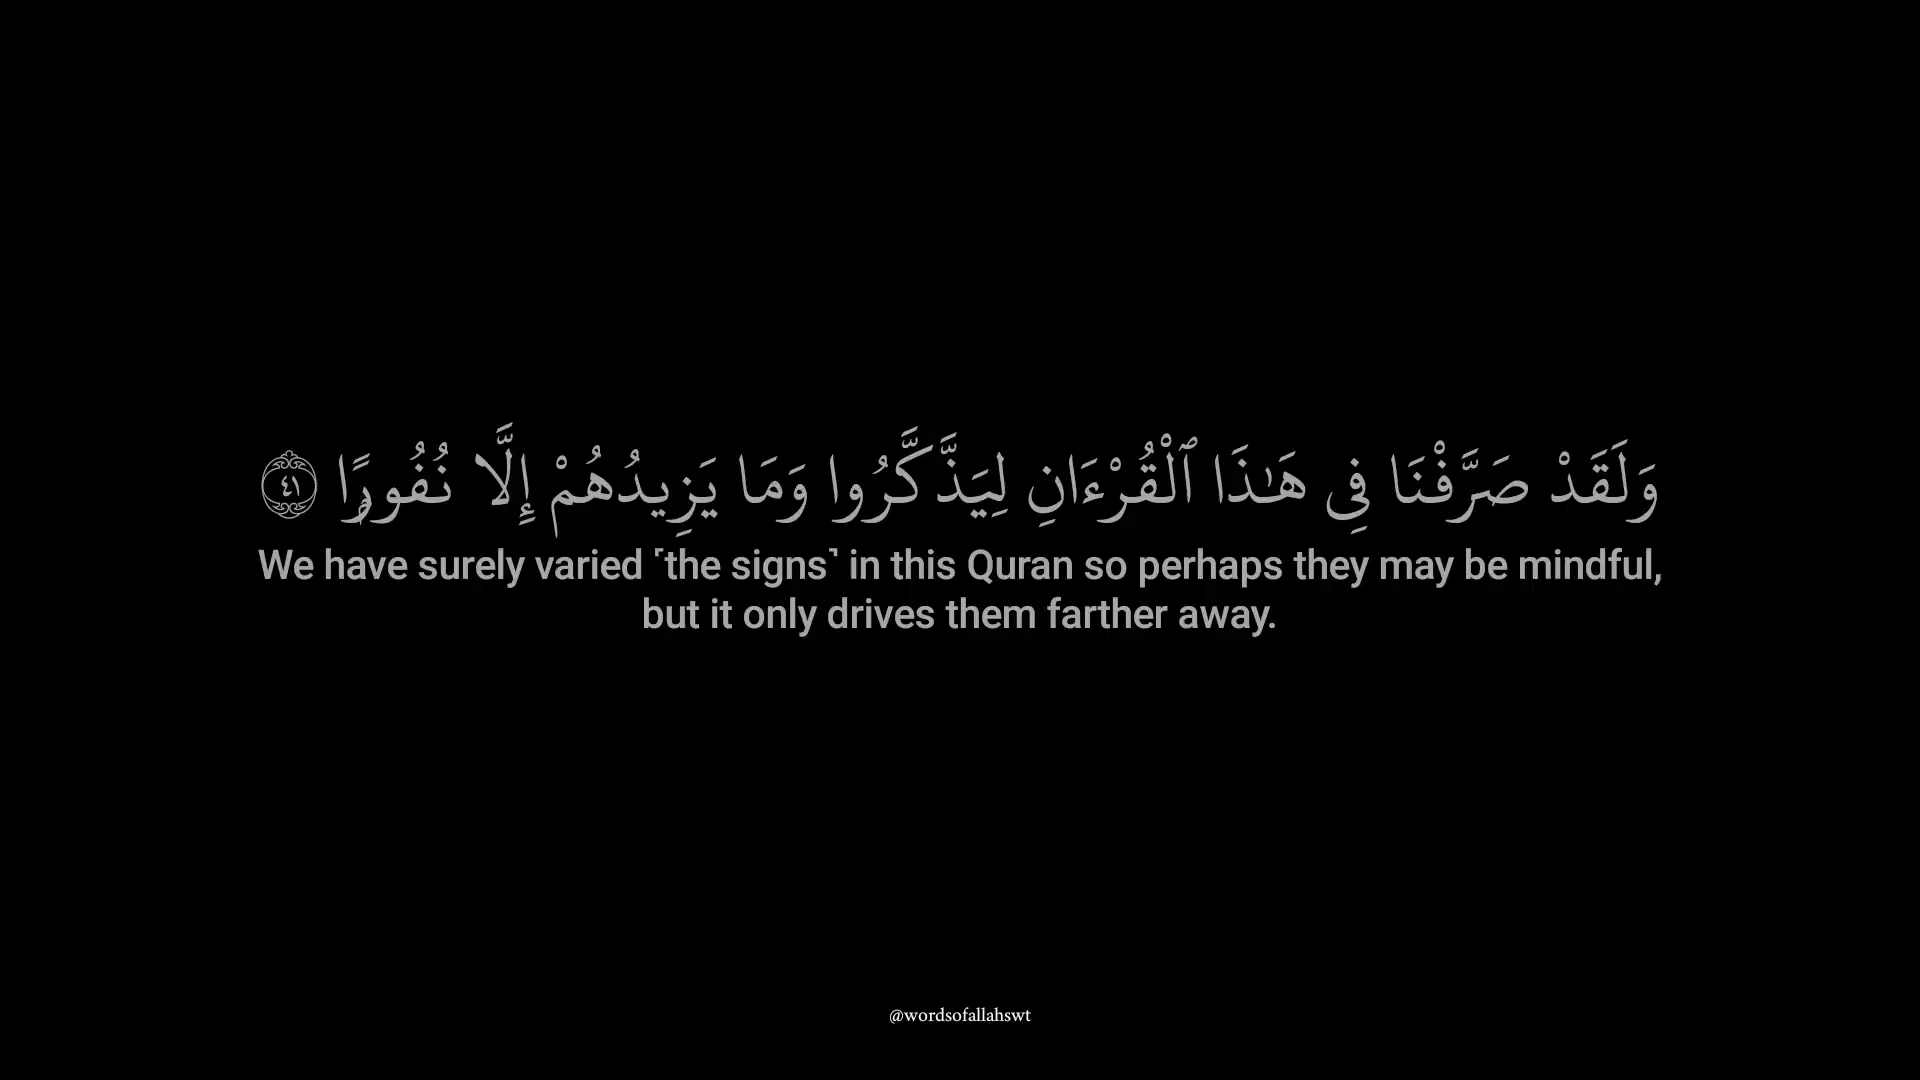 وَلَقَدْ صَرَّفْنَا فِى هَـٰذَا ٱلْقُرْءَانِ لِيَذَّكَّرُوا وَمَا يَزِيدُهُمْ إِلَّا نُفُورًا ٤١
We have surely varied ˹the signs˺ in this Quran so perhaps they may be mindful,
but it only drives them farther away.
@wordsofallahswt